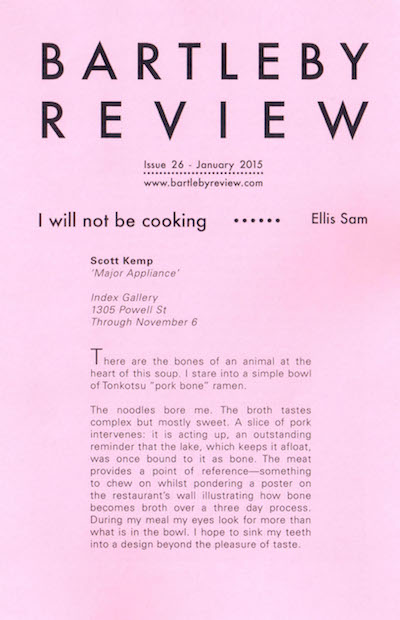 BARTLEBY
REVIEW
Issue 26 - January 2015
www.bartlebyreview.com
I will not be cooking ...... Ellis Sam
Scott Kemp
‘Major Appliance’
Index Gallery
1305 Powell St
Through November 6
There are the bones of an animal at the
heart of this soup. I stare into a simple bowl
of Tonkotsu “pork bone” ramen.
The noodles bore me. The broth tastes
complex but mostly sweet. A slice of pork
intervenes: it is acting up, an outstanding
reminder that the lake, which keeps it afloat,
was once bound to it as bone. The meat
provides a point of reference—something
to chew on whilst pondering a poster on
the restaurant’s wall illustrating how bone
becomes broth over a three day process.
During my meal my eyes look for more than
what is in the bowl. I hope to sink my teeth
into a design beyond the pleasure of taste.